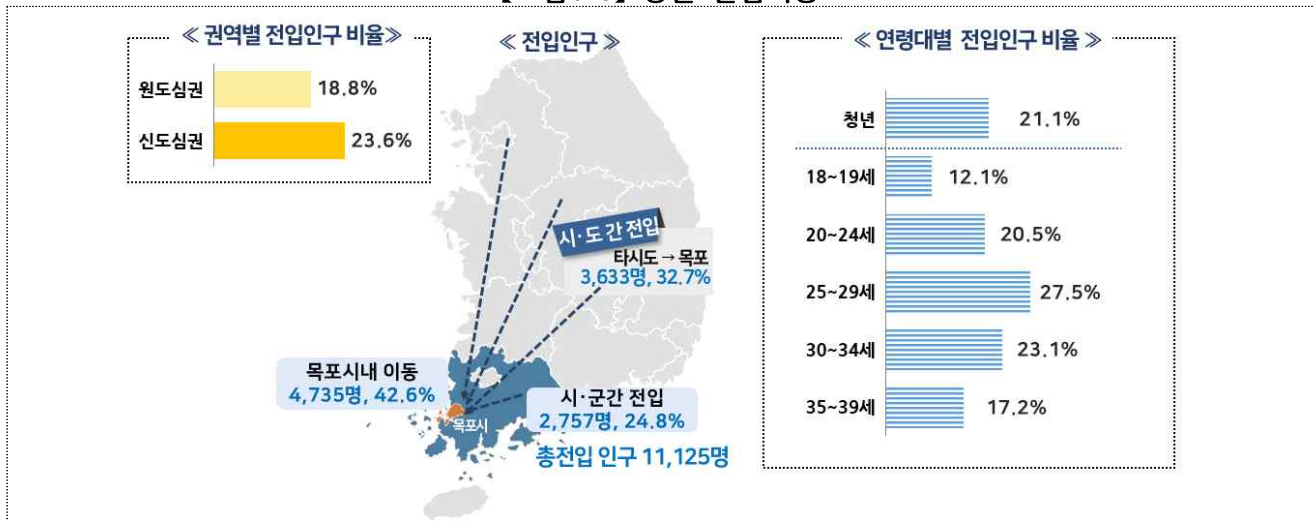 ≪ 권역별 전입인구 비율≫
원도심권 18.8%
신도심권 23.6%
≪ 전입인구 ≫
시·도 간 전입
타시도 → 목포
3,633명, 32.7%
목포시내 이동
4,735명, 42.6%
목포시
시·군간 전입
2,757명, 24.8%
총전입 인구 11,125명
≪ 연령대별 전입인구 비율 ≫
청년 21.1%
18~19세 12.1%
20~24세 20.5%
25~29세 27.5%
30~34세 23.1%
35~39세 17.2%